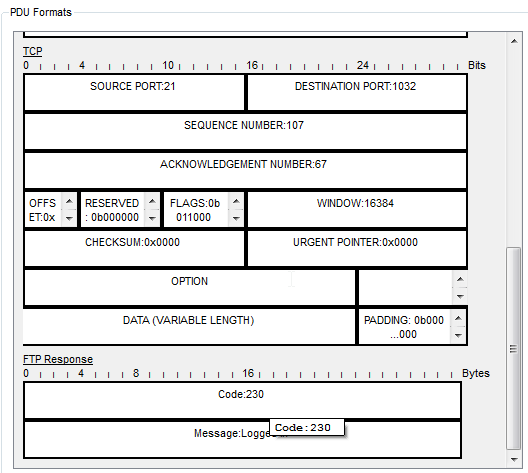 PDU Formats
TCP
0 4 10 16 24 Bits
SOURCE PORT:21 DESTINATION PORT:1032
SEQUENCE NUMBER:107
ACKNOWLEDGEMENT NUMBER:67
OFFS RESERVED FLAGS:0b WINDOW:16384
ET:0x : 0b000000 011000
CHECKSUM:0x0000 URGENT POINTER:0x0000
OPTION
DATA (VARIABLE LENGTH) PADDING: 0b000
...000
FTP Response
0 4 8 16 Bytes
Code:230
Code:230
Message:Logged